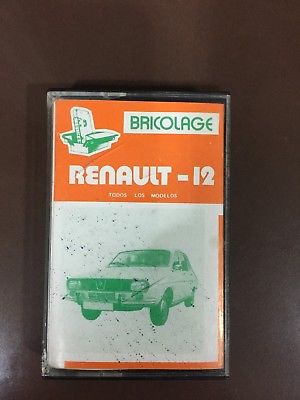 BRICOLAGE
RENAULT - 12
TODOS LOS MODELOS